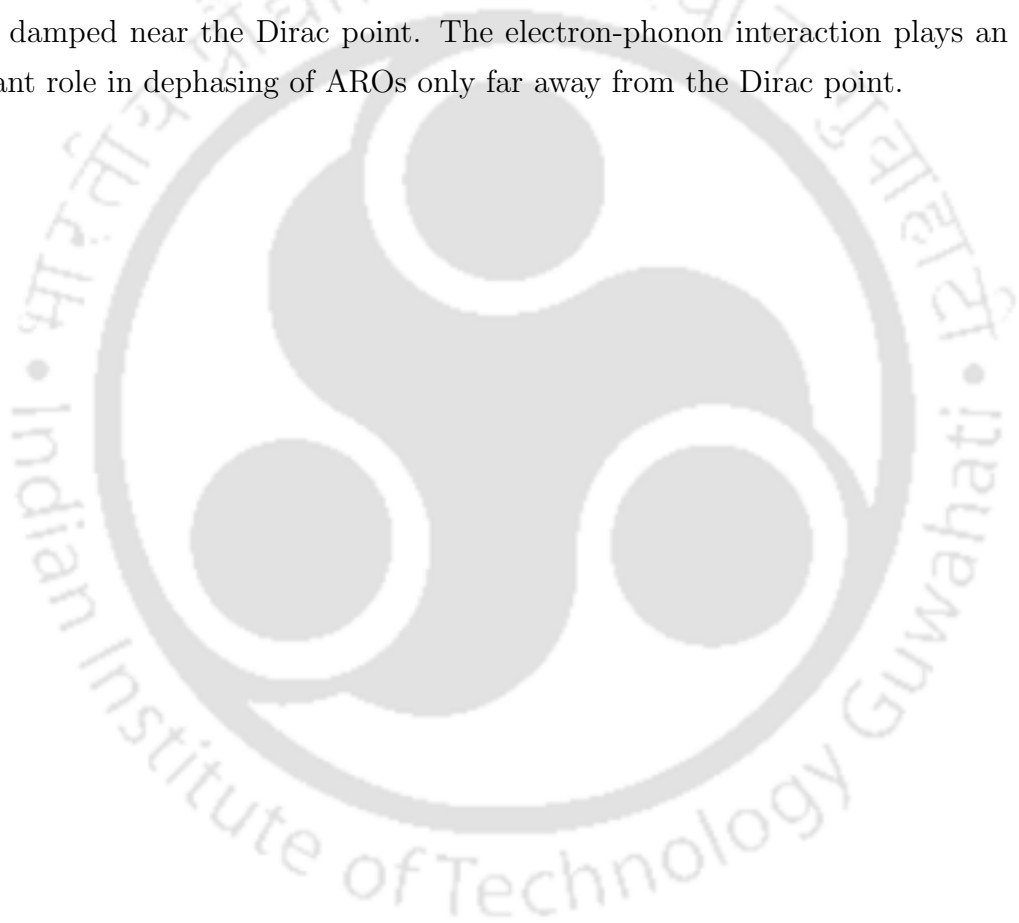 damped near the Dirac point. The electron-phonon interaction plays an
ant role in dephasing of AROs only far away from the Dirac point.
• Indian Institute of Technology Guwahati •